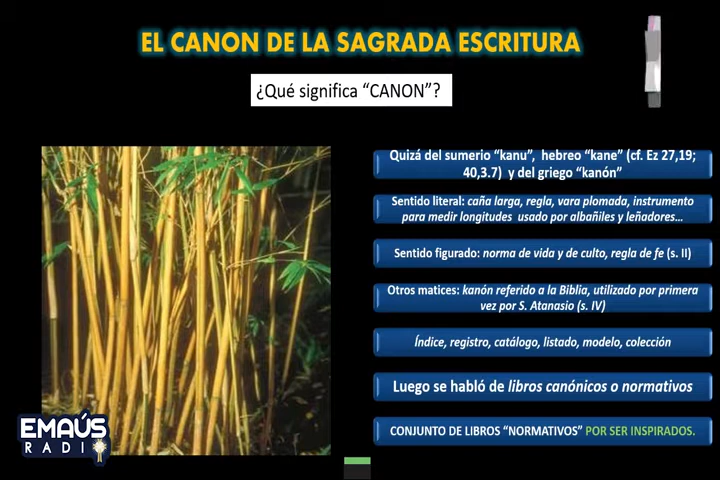 EL CANON DE LA SAGRADA ESCRITURA
¿Qué significa “CANON”?
Quizá del sumerio “kanu”, hebreo “kane” (cf. Ez 27,19;
40,3.7) y del griego “kanón”
Sentido literal: caña larga, regla, vara plomada, instrumento
para medir longitudes usado por albañiles y leñadores...
Sentido figurado: norma de vida y de culto, regla de fe (s. II)
Otros matices: kanón referido a la Biblia, utilizado por primera
vez por S. Atanasio (s. IV)
Índice, registro, catálogo, listado, modelo, colección
Luego se habló de libros canónicos o normativos
CONJUNTO DE LIBROS “NORMATIVOS” POR SER INSPIRADOS.
EMAÚS
RADIO